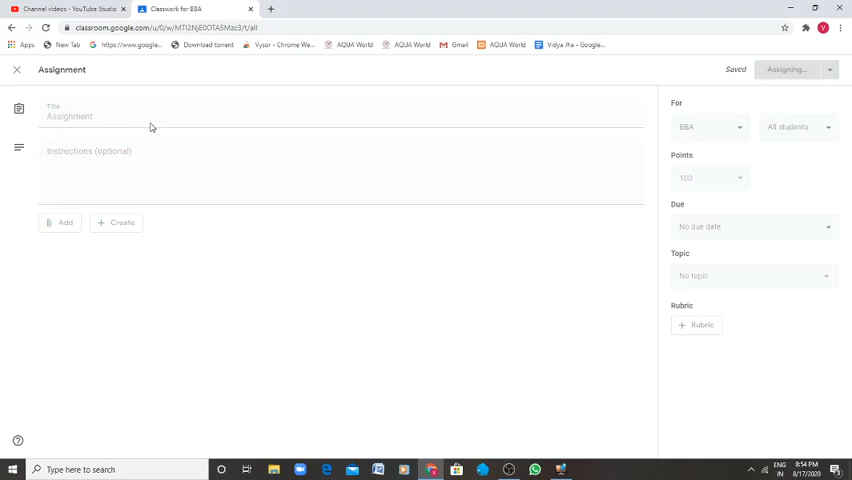 Channel videos - YouTube Studio
Classwork for BBA
classroom.google.com/u/0/w/MTI2NjE0OTA5Mzc3/t/all
Apps
New Tab
https://www.google...
Download torrent
Vysor - Chrome We...
AQUA World
AQUA World
Gmail
AQUA World
Vidya Jha - Google...
Assignment
Saved
Assigning...
Title
Assignment
Instructions (optional)
Add
Create
For
BBA
All students
Points
100
Due
No due date
Topic
No topic
Rubric
+ Rubric
Type here to search
ENG
IN
8:54 PM
8/17/2020